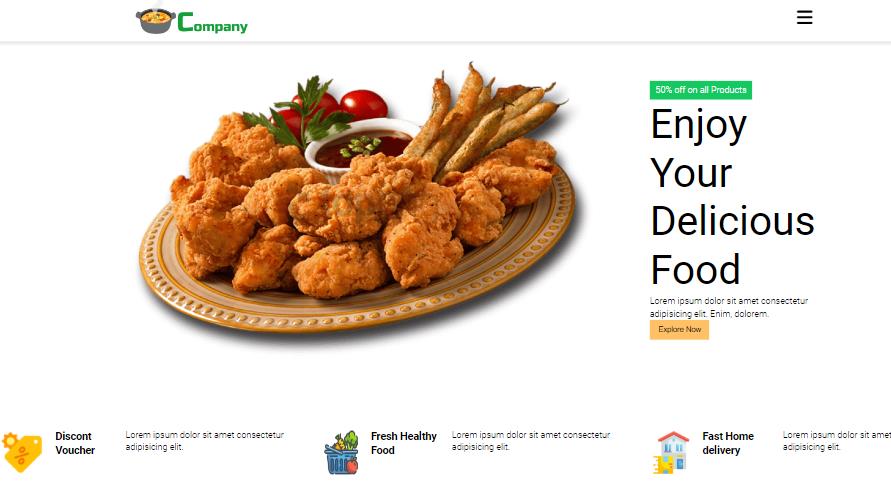 Company
50% off on all Products
Enjoy
Your
Delicious
Food
Lorem ipsum dolor sit amet consectetur
adipisicing elit. Enim, dolorem.
Explore Now
Discont
Voucher
Lorem ipsum dolor sit amet consectetur
adipisicing elit.
Fresh Healthy
Food
Lorem ipsum dolor sit amet consectetur
adipisicing elit.
Fast Home
delivery
Lorem ipsum dolor sit amet
adipisicing elit.